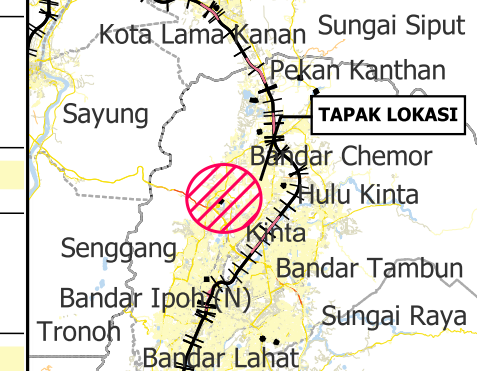 Sungai Siput
Kota Lama Kanan
Pekan Kanthan
Sayung
TAPAK LOKASI
Bandar Chemor
Hulu Kinta
Kinta
Senggang
Bandar Tambun
Bandar Ipoh (N)
Sungai Raya
Tronoh
Bandar Lahat